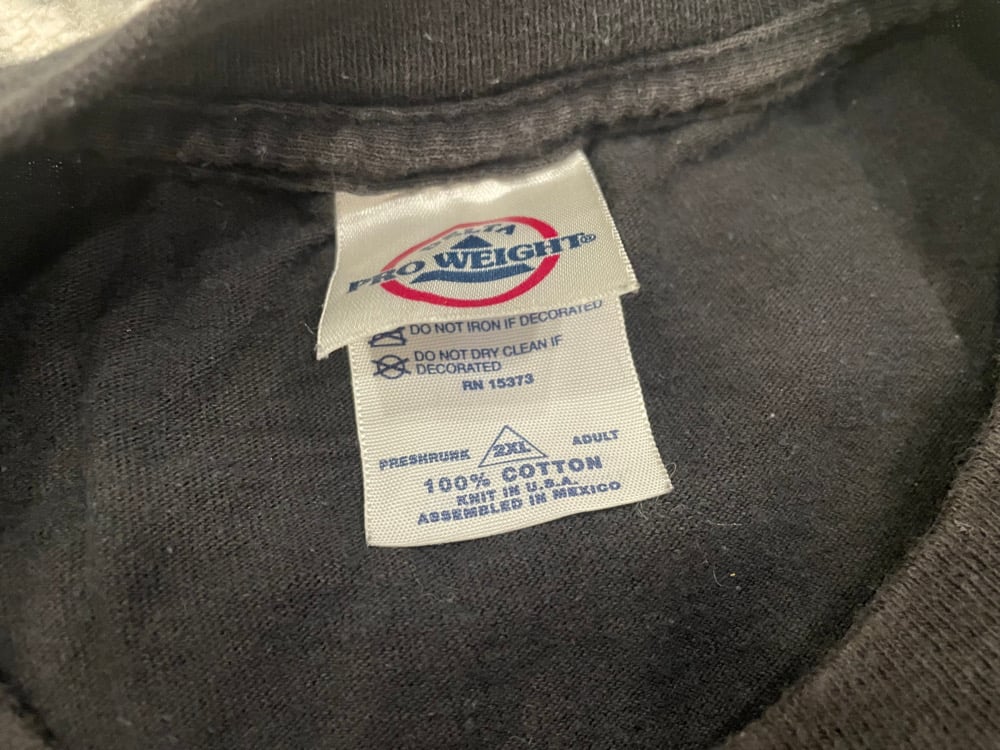 DELTA
PRO WEIGHT®
DO NOT IRON IF DECORATED
DO NOT DRY CLEAN IF
DECORATED
RN 15373
PRESHRUNK 2XL ADULT
100% COTTON
KNIT IN U.S.A.
ASSEMBLED IN MEXICO